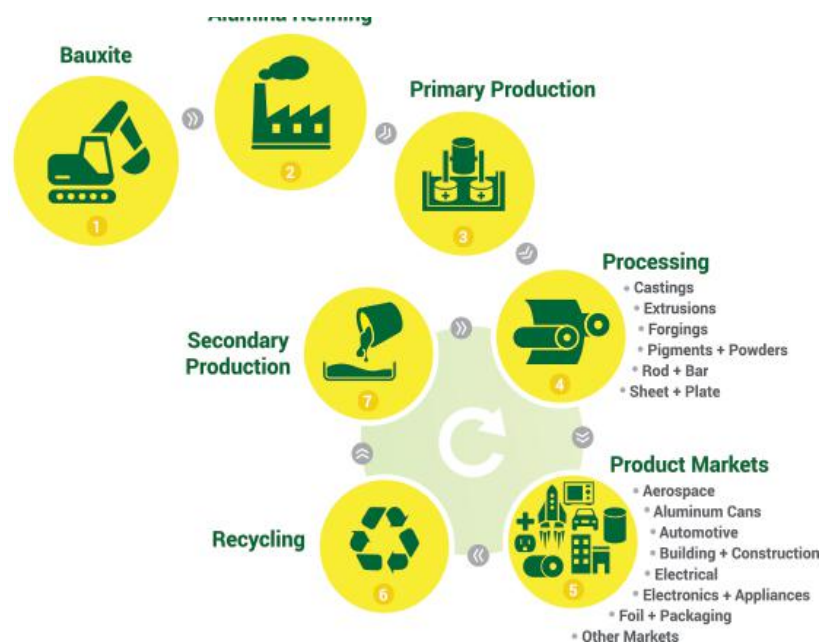 Alumina Refining
Bauxite
2
Primary Production
1
3
Processing
Castings
Extrusions
Forgings
Pigments + Powders
Rod + Bar
Sheet + Plate
Secondary
Production
4
7
Product Markets
Aerospace
Aluminum Cans
Automotive
Building + Construction
Electrical
Electronics + Appliances
Foil + Packaging
Other Markets
Recycling
5
6